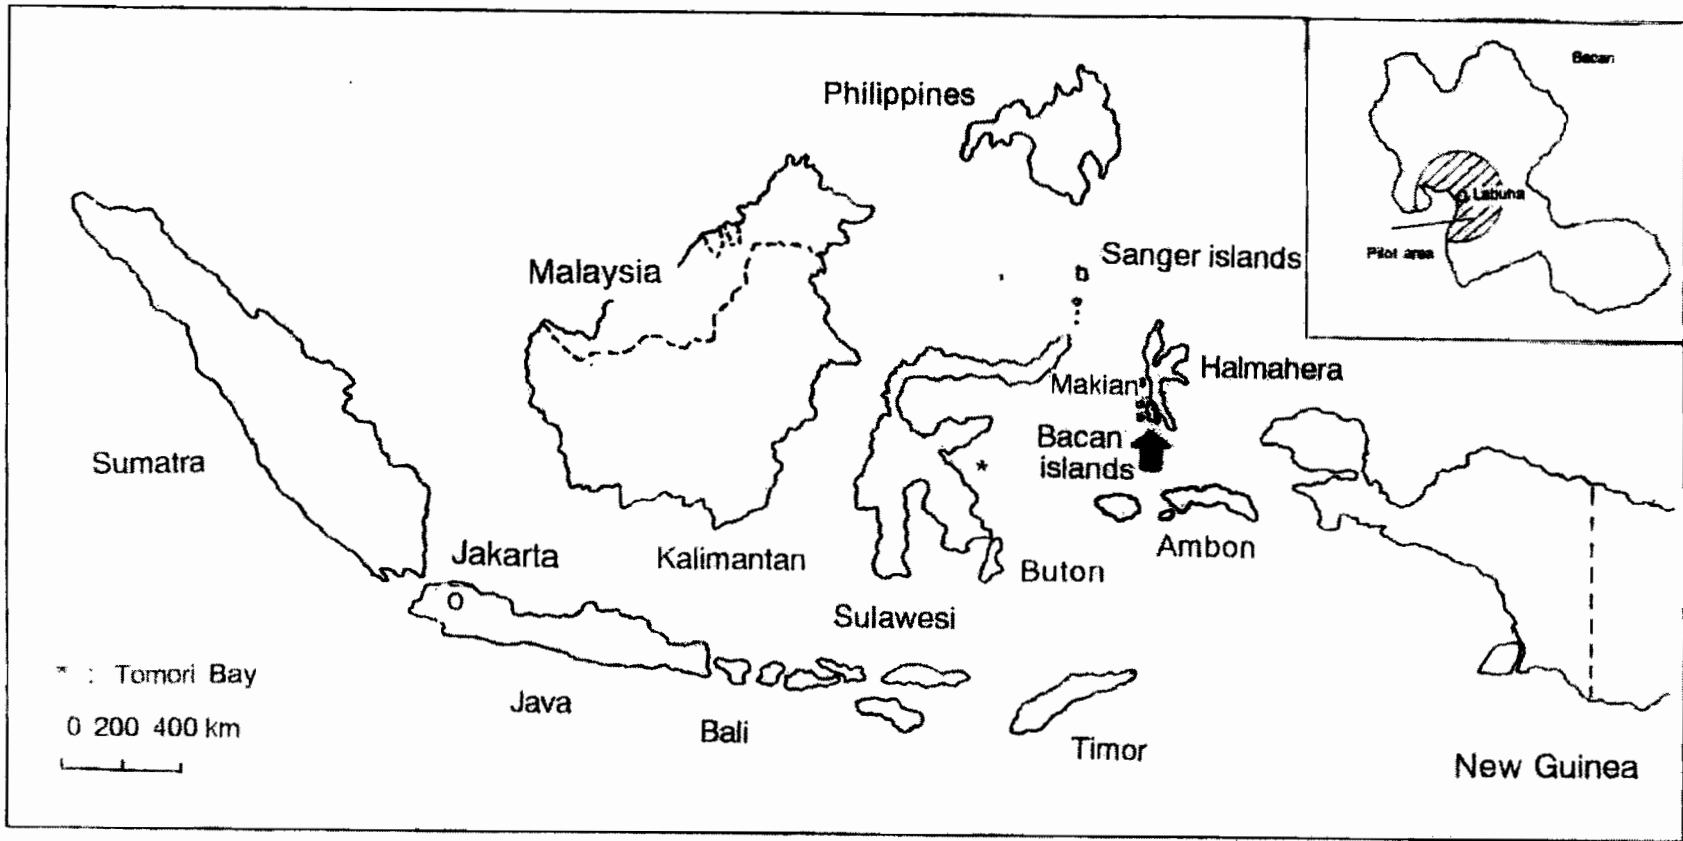 Philippines
Bacan
Labuha
Pilot area
Sanger islands
Malaysia
Makian
Halmahera
Bacan
islands
Sumatra
Jakarta
Kalimantan
Ambon
Buton
Sulawesi
* : Tomori Bay
0 200 400 km
Java
Bali
Timor
New Guinea